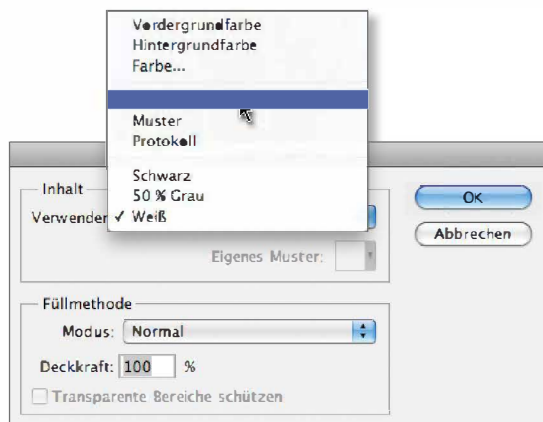 Vordergrundfarbe
Hintergrundfarbe
Farbe...
Muster
Protokoll
Schwarz
50 % Grau
✓ Weiß
Inhalt
Verwenden
Eigenes Muster:
OK
Abbrechen
Füllmethode
Modus: Normal
Deckkraft: 100 %
Transparente Bereiche schützen